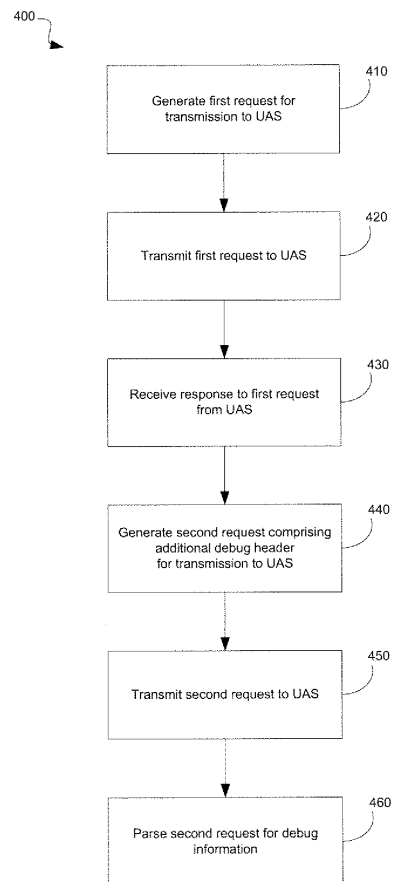 400
410
Generate first request for
transmission to UAS
420
Transmit first request to UAS
430
Receive response to first request
from UAS
440
Generate second request comprising
additional debug header
for transmission to UAS
450
Transmit second request to UAS
460
Parse second request for debug
information